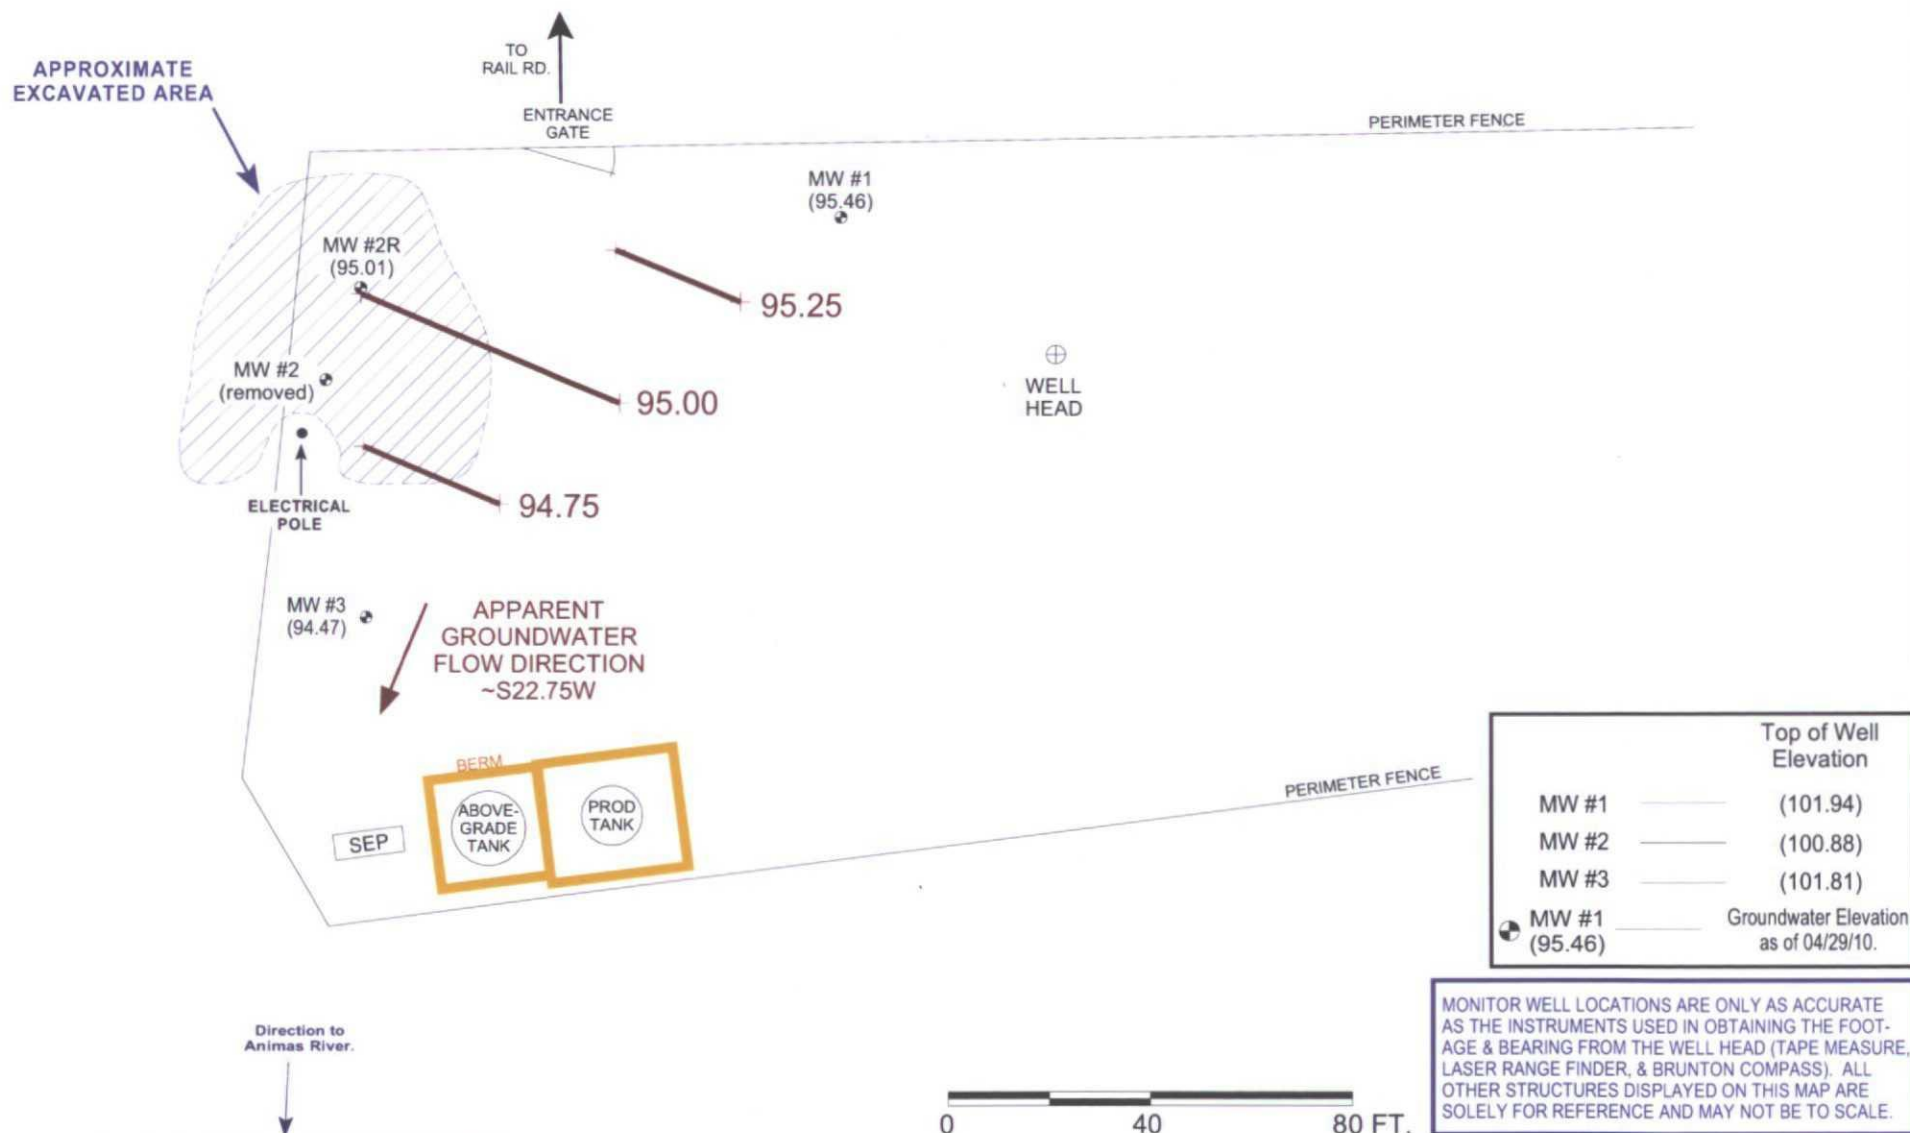 TO
RAIL RD.
APPROXIMATE
EXCAVATED AREA
ENTRANCE
GATE
PERIMETER FENCE
MW #1
(95.46)
MW #2R
(95.01)
95.25
MW #2
(removed)
95.00
WELL
HEAD
94.75
ELECTRICAL
POLE
MW #3
(94.47)
APPARENT
GROUNDWATER
FLOW DIRECTION
~S22.75W
BERM
ABOVE-
GRADE
TANK
PROD
TANK
SEP
PERIMETER FENCE
Top of Well
Elevation
MW #1 (101.94)
MW #2 (100.88)
MW #3 (101.81)
MW #1 Groundwater Elevation
(95.46) as of 04/29/10.
Direction to
Animas River.
0 40 80 FT.
MONITOR WELL LOCATIONS ARE ONLY AS ACCURATE
AS THE INSTRUMENTS USED IN OBTAINING THE FOOT-
AGE & BEARING FROM THE WELL HEAD (TAPE MEASURE,
LASER RANGE FINDER, & BRUNTON COMPASS). ALL
OTHER STRUCTURES DISPLAYED ON THIS MAP ARE
SOLELY FOR REFERENCE AND MAY NOT BE TO SCALE.